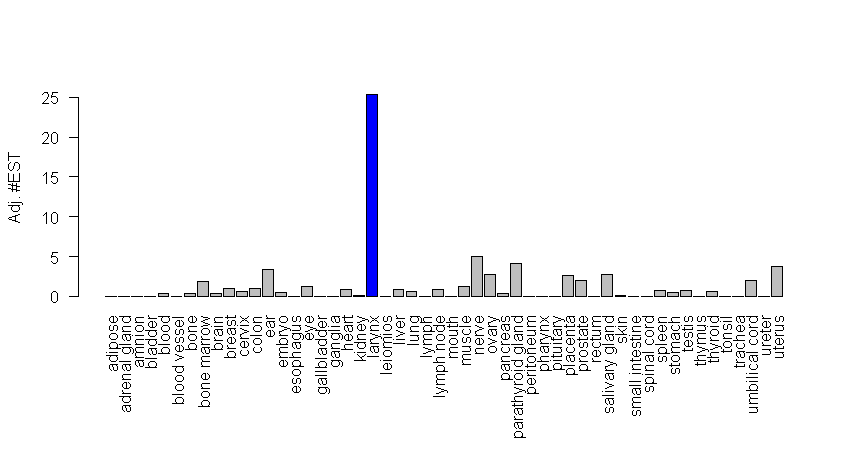 Adj. #EST
25
20
15
10
5
0
adipose
adrenal gland
amnion
bladder
blood
blood vessel
bone
bone marrow
brain
breast
cervix
colon
ear
embryo
esophagus
eye
gallbladder
ganglia
heart
kidney
larynx
leiomios
liver
lung
lymph
lymph node
mouth
muscle
nerve
ovary
pancreas
parathyroid gland
peritoneum
pharynx
pituitary
placenta
prostate
rectum
salivary gland
skin
small intestine
spinal cord
spleen
stomach
testis
thymus
thyroid
tonsil
trachea
umbilical cord
ureter
uterus